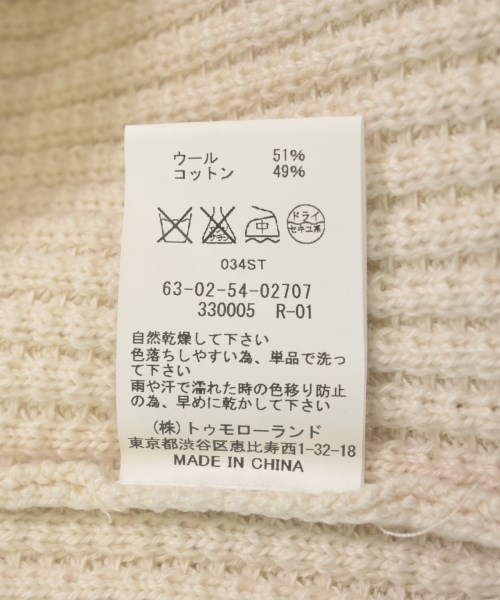 ウール 51%
コットン 49%
中 ドライ
セキユ系
034ST
63-02-54-02707
330005 R-01
自然乾燥して下さい
色落ちしやすい為、単品で洗っ
て下さい
雨や汗で濡れた時の色移り防止
の為、早めに乾かして下さい
(株)トゥモローランド
東京都渋谷区恵比寿西1-32-18
MADE IN CHINA